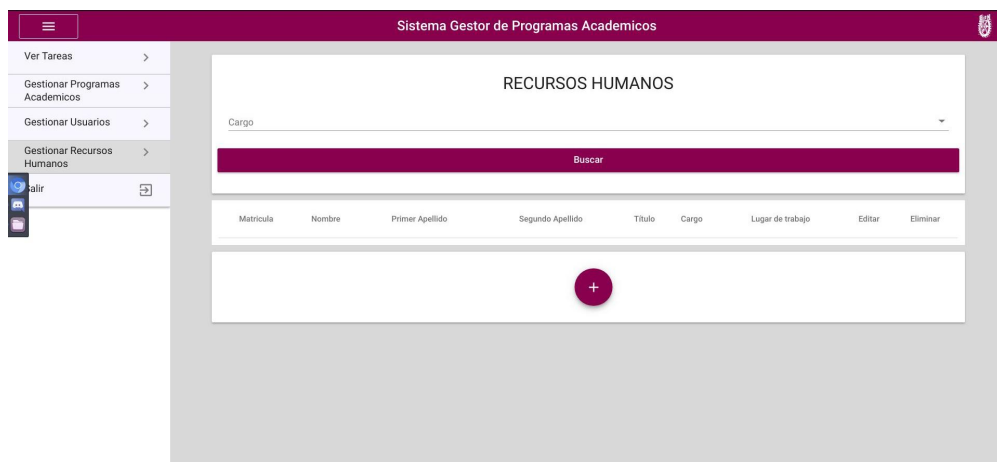 Sistema Gestor de Programas Academicos
Ver Tareas
Gestionar Programas
Academicos
Gestionar Usuarios
Gestionar Recursos
Humanos
Salir
RECURSOS HUMANOS
Cargo
Buscar
Matricula Nombre Primer Apellido Segundo Apellido Título Cargo Lugar de trabajo Editar Eliminar